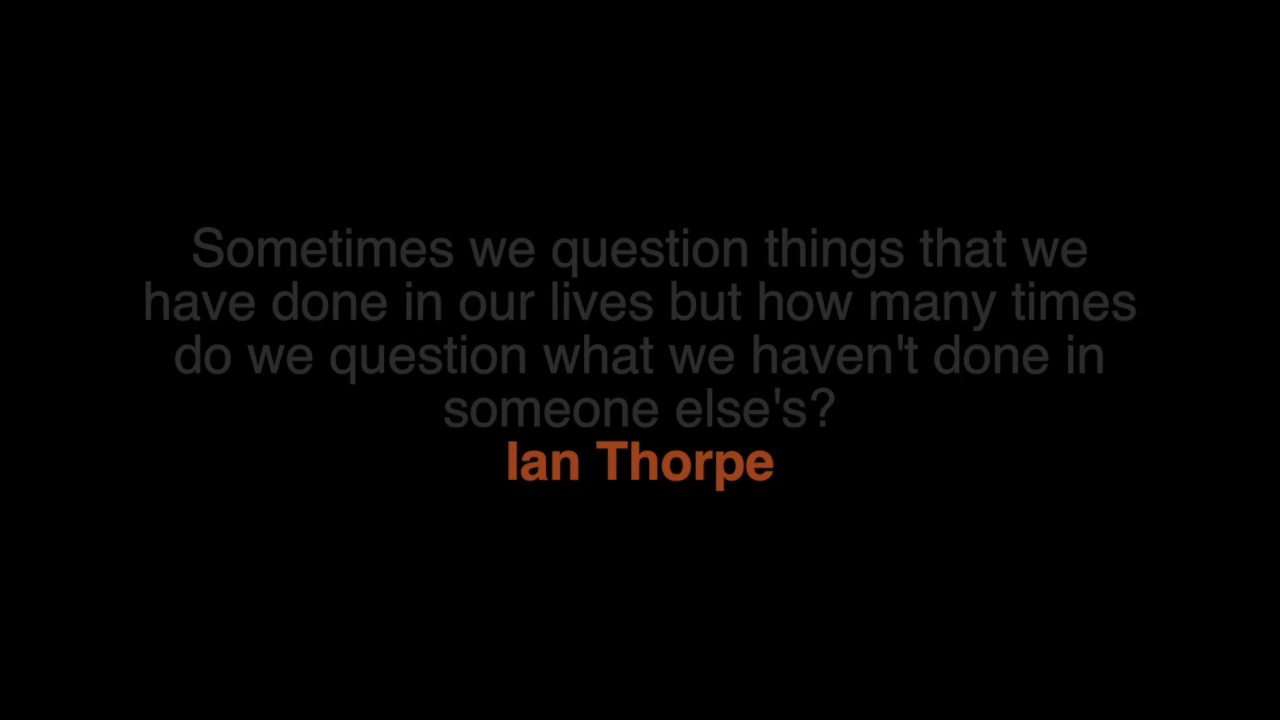 Sometimes we question things that we
have done in our lives but how many times
do we question what we haven't done in
someone else's?
Ian Thorpe